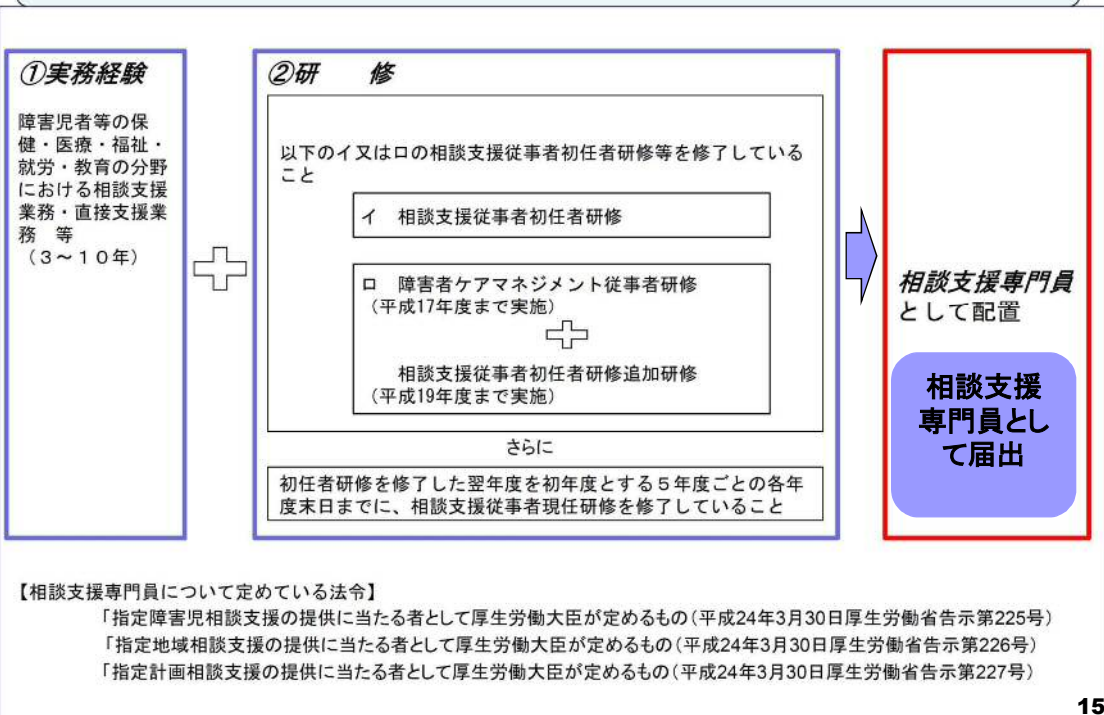 ①実務経験
障害児者等の保
健・医療・福祉・
就労・教育の分野
における相談支援
業務・直接支援業
務 等
（３～１０年）
②研　　修
以下のイ又はロの相談支援従事者初任者研修等を修了している
こと
イ　相談支援従事者初任者研修
ロ　障害者ケアマネジメント従事者研修
（平成17年度まで実施）
相談支援従事者初任者研修追加研修
（平成19年度まで実施）
さらに
初任者研修を修了した翌年度を初年度とする５年度ごとの各年
度末日までに、相談支援従事者現任研修を修了していること
相談支援専門員
として配置
相談支援
専門員とし
て届出
【相談支援専門員について定めている法令】
「指定障害児相談支援の提供に当たる者として厚生労働大臣が定めるもの（平成24年3月30日厚生労働省告示第225号）
「指定地域相談支援の提供に当たる者として厚生労働大臣が定めるもの（平成24年3月30日厚生労働省告示第226号）
「指定計画相談支援の提供に当たる者として厚生労働大臣が定めるもの（平成24年3月30日厚生労働省告示第227号）
15